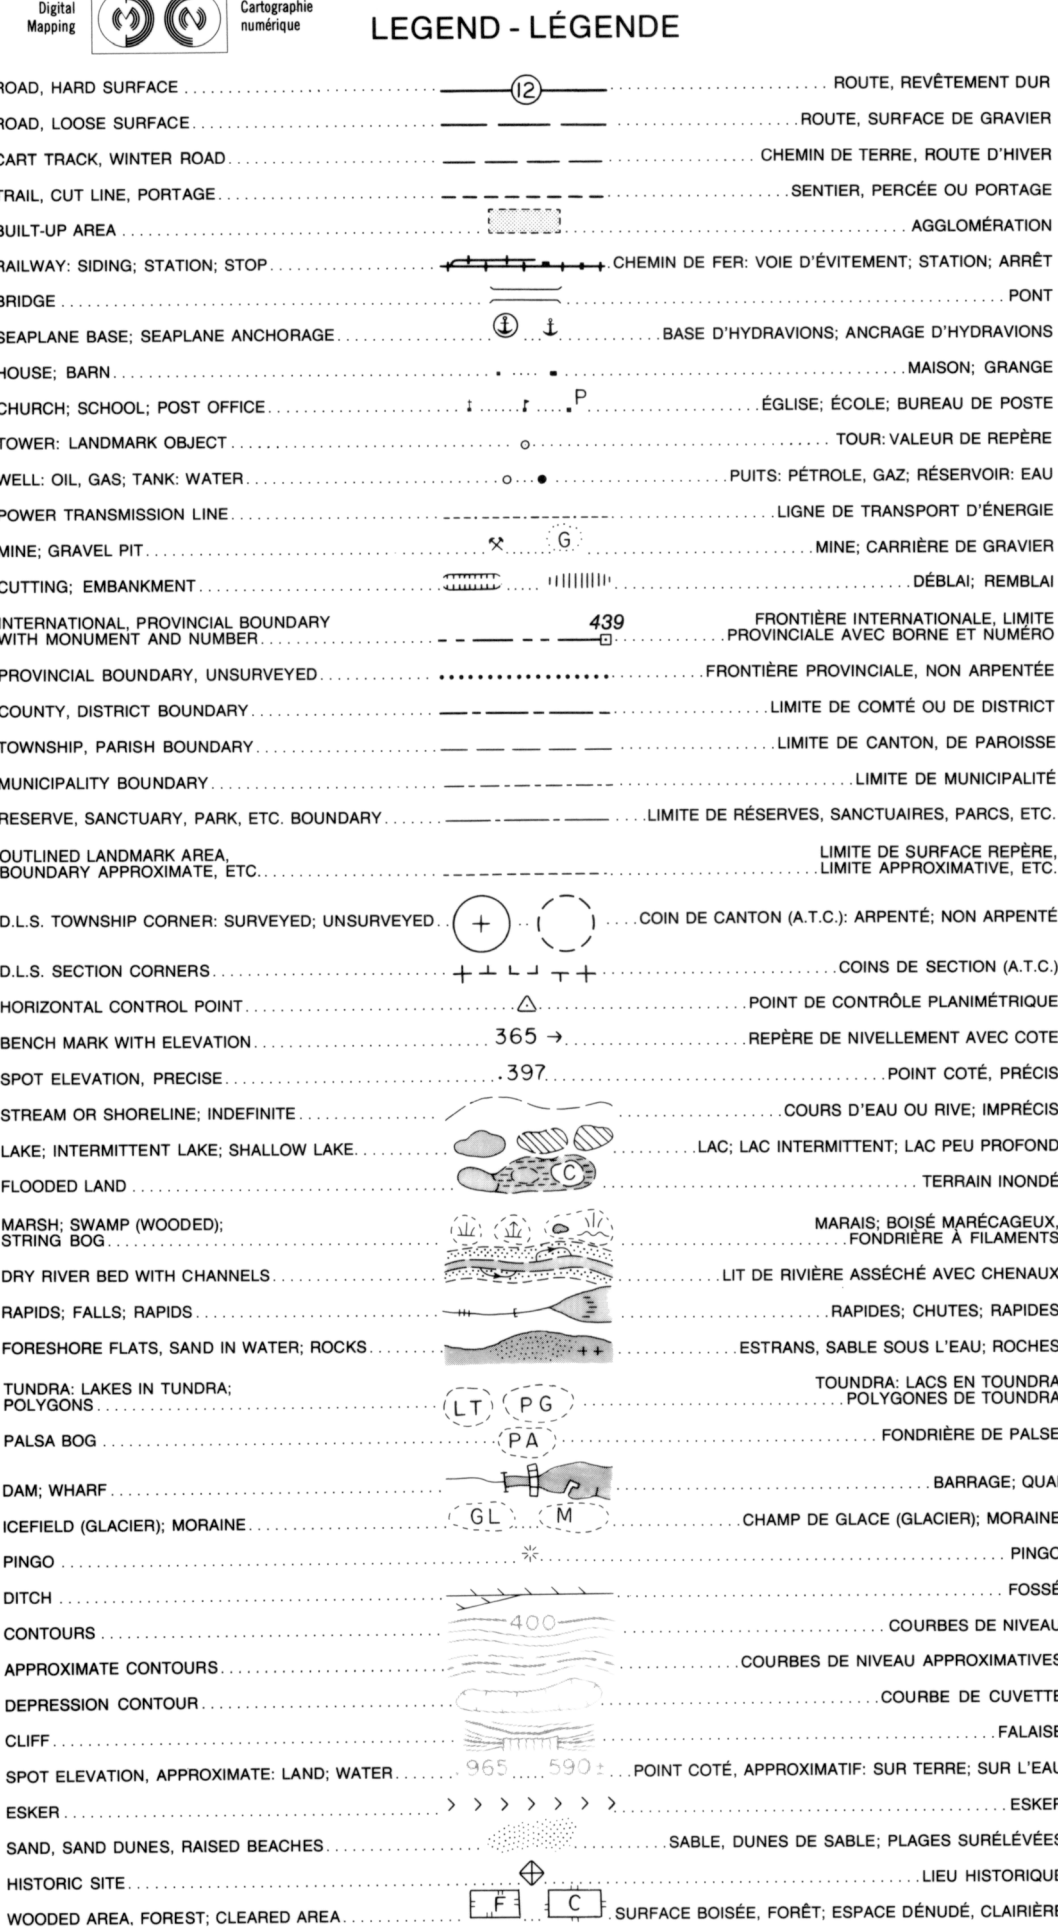 Digital
Mapping
Cartographie
numérique
LEGEND - LÉGENDE
ROAD, HARD SURFACE 12 ROUTE, REVÊTEMENT DUR
ROAD, LOOSE SURFACE ROUTE, SURFACE DE GRAVIER
CART TRACK, WINTER ROAD CHEMIN DE TERRE, ROUTE D'HIVER
TRAIL, CUT LINE, PORTAGE SENTIER, PERCÉE OU PORTAGE
BUILT-UP AREA AGGLOMÉRATION
RAILWAY: SIDING; STATION; STOP CHEMIN DE FER: VOIE D'ÉVITEMENT; STATION; ARRÊT
BRIDGE PONT
SEAPLANE BASE; SEAPLANE ANCHORAGE BASE D'HYDRAVIONS; ANCRAGE D'HYDRAVIONS
HOUSE; BARN MAISON; GRANGE
CHURCH; SCHOOL; POST OFFICE P ÉGLISE; ÉCOLE; BUREAU DE POSTE
TOWER: LANDMARK OBJECT TOUR: VALEUR DE REPÈRE
WELL: OIL, GAS; TANK: WATER PUITS: PÉTROLE, GAZ; RÉSERVOIR: EAU
POWER TRANSMISSION LINE LIGNE DE TRANSPORT D'ÉNERGIE
MINE; GRAVEL PIT G MINE; CARRIÈRE DE GRAVIER
CUTTING; EMBANKMENT DÉBLAI; REMBLAI
INTERNATIONAL, PROVINCIAL BOUNDARY 439 FRONTIÈRE INTERNATIONALE, LIMITE
WITH MONUMENT AND NUMBER PROVINCIALE AVEC BORNE ET NUMÉRO
PROVINCIAL BOUNDARY, UNSURVEYED FRONTIÈRE PROVINCIALE, NON ARPENTÉE
COUNTY, DISTRICT BOUNDARY LIMITE DE COMTÉ OU DE DISTRICT
TOWNSHIP, PARISH BOUNDARY LIMITE DE CANTON, DE PAROISSE
MUNICIPALITY BOUNDARY LIMITE DE MUNICIPALITÉ
RESERVE, SANCTUARY, PARK, ETC. BOUNDARY LIMITE DE RÉSERVES, SANCTUAIRES, PARCS, ETC.
OUTLINED LANDMARK AREA, LIMITE DE SURFACE REPÈRE,
BOUNDARY APPROXIMATE, ETC. LIMITE APPROXIMATIVE, ETC.
D.L.S. TOWNSHIP CORNER: SURVEYED; UNSURVEYED COIN DE CANTON (A.T.C.): ARPENTÉ; NON ARPENTÉ
D.L.S. SECTION CORNERS COINS DE SECTION (A.T.C.)
HORIZONTAL CONTROL POINT POINT DE CONTRÔLE PLANIMÉTRIQUE
BENCH MARK WITH ELEVATION 365 → REPÈRE DE NIVELLEMENT AVEC COTE
SPOT ELEVATION, PRECISE .397 POINT COTÉ, PRÉCIS
STREAM OR SHORELINE; INDEFINITE COURS D'EAU OU RIVE; IMPRÉCIS
LAKE; INTERMITTENT LAKE; SHALLOW LAKE LAC; LAC INTERMITTENT; LAC PEU PROFOND
FLOODED LAND C TERRAIN INONDÉ
MARSH; SWAMP (WOODED); MARAIS; BOISÉ MARÉCAGEUX,
STRING BOG FONDRIÈRE À FILAMENTS
DRY RIVER BED WITH CHANNELS LIT DE RIVIÈRE ASSÉCHÉ AVEC CHENAUX
RAPIDS; FALLS; RAPIDS RAPIDES; CHUTES; RAPIDES
FORESHORE FLATS, SAND IN WATER; ROCKS ESTRANS, SABLE SOUS L'EAU; ROCHES
TUNDRA: LAKES IN TUNDRA; TOUNDRA: LACS EN TOUNDRA
POLYGONS LT PG POLYGONES DE TOUNDRA
PALSA BOG PA FONDRIÈRE DE PALSE
DAM; WHARF BARRAGE; QUAI
ICEFIELD (GLACIER); MORAINE GL M CHAMP DE GLACE (GLACIER); MORAINE
PINGO PINGO
DITCH FOSSÉ
CONTOURS 400 COURBES DE NIVEAU
APPROXIMATE CONTOURS COURBES DE NIVEAU APPROXIMATIVES
DEPRESSION CONTOUR COURBE DE CUVETTE
CLIFF FALAISE
SPOT ELEVATION, APPROXIMATE: LAND; WATER .965 590± POINT COTÉ, APPROXIMATIF: SUR TERRE; SUR L'EAU
ESKER ESKER
SAND, SAND DUNES, RAISED BEACHES SABLE, DUNES DE SABLE; PLAGES SURÉLÉVÉES
HISTORIC SITE LIEU HISTORIQUE
WOODED AREA, FOREST; CLEARED AREA F C SURFACE BOISÉE, FORÊT; ESPACE DÉNUDÉ, CLAIRIÈRE